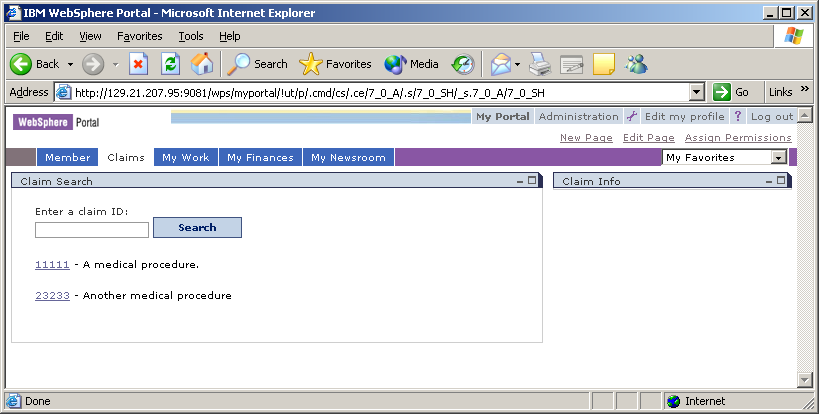 IBM WebSphere Portal - Microsoft Internet Explorer
File Edit View Favorites Tools Help
Back Search Favorites Media
Address http://129.21.207.95:9081/wps/myportal/!ut/p/.cmd/cs/.ce/7_0_A/.s/7_0_SH/_s.7_0_A/7_0_SH Go Links »
WebSphere Portal My Portal Administration Edit my profile ? Log out
New Page Edit Page Assign Permissions
Member Claims My Work My Finances My Newsroom My Favorites
Claim Search Claim Info
Enter a claim ID:
Search
11111 - A medical procedure.
23233 - Another medical procedure
Done Internet